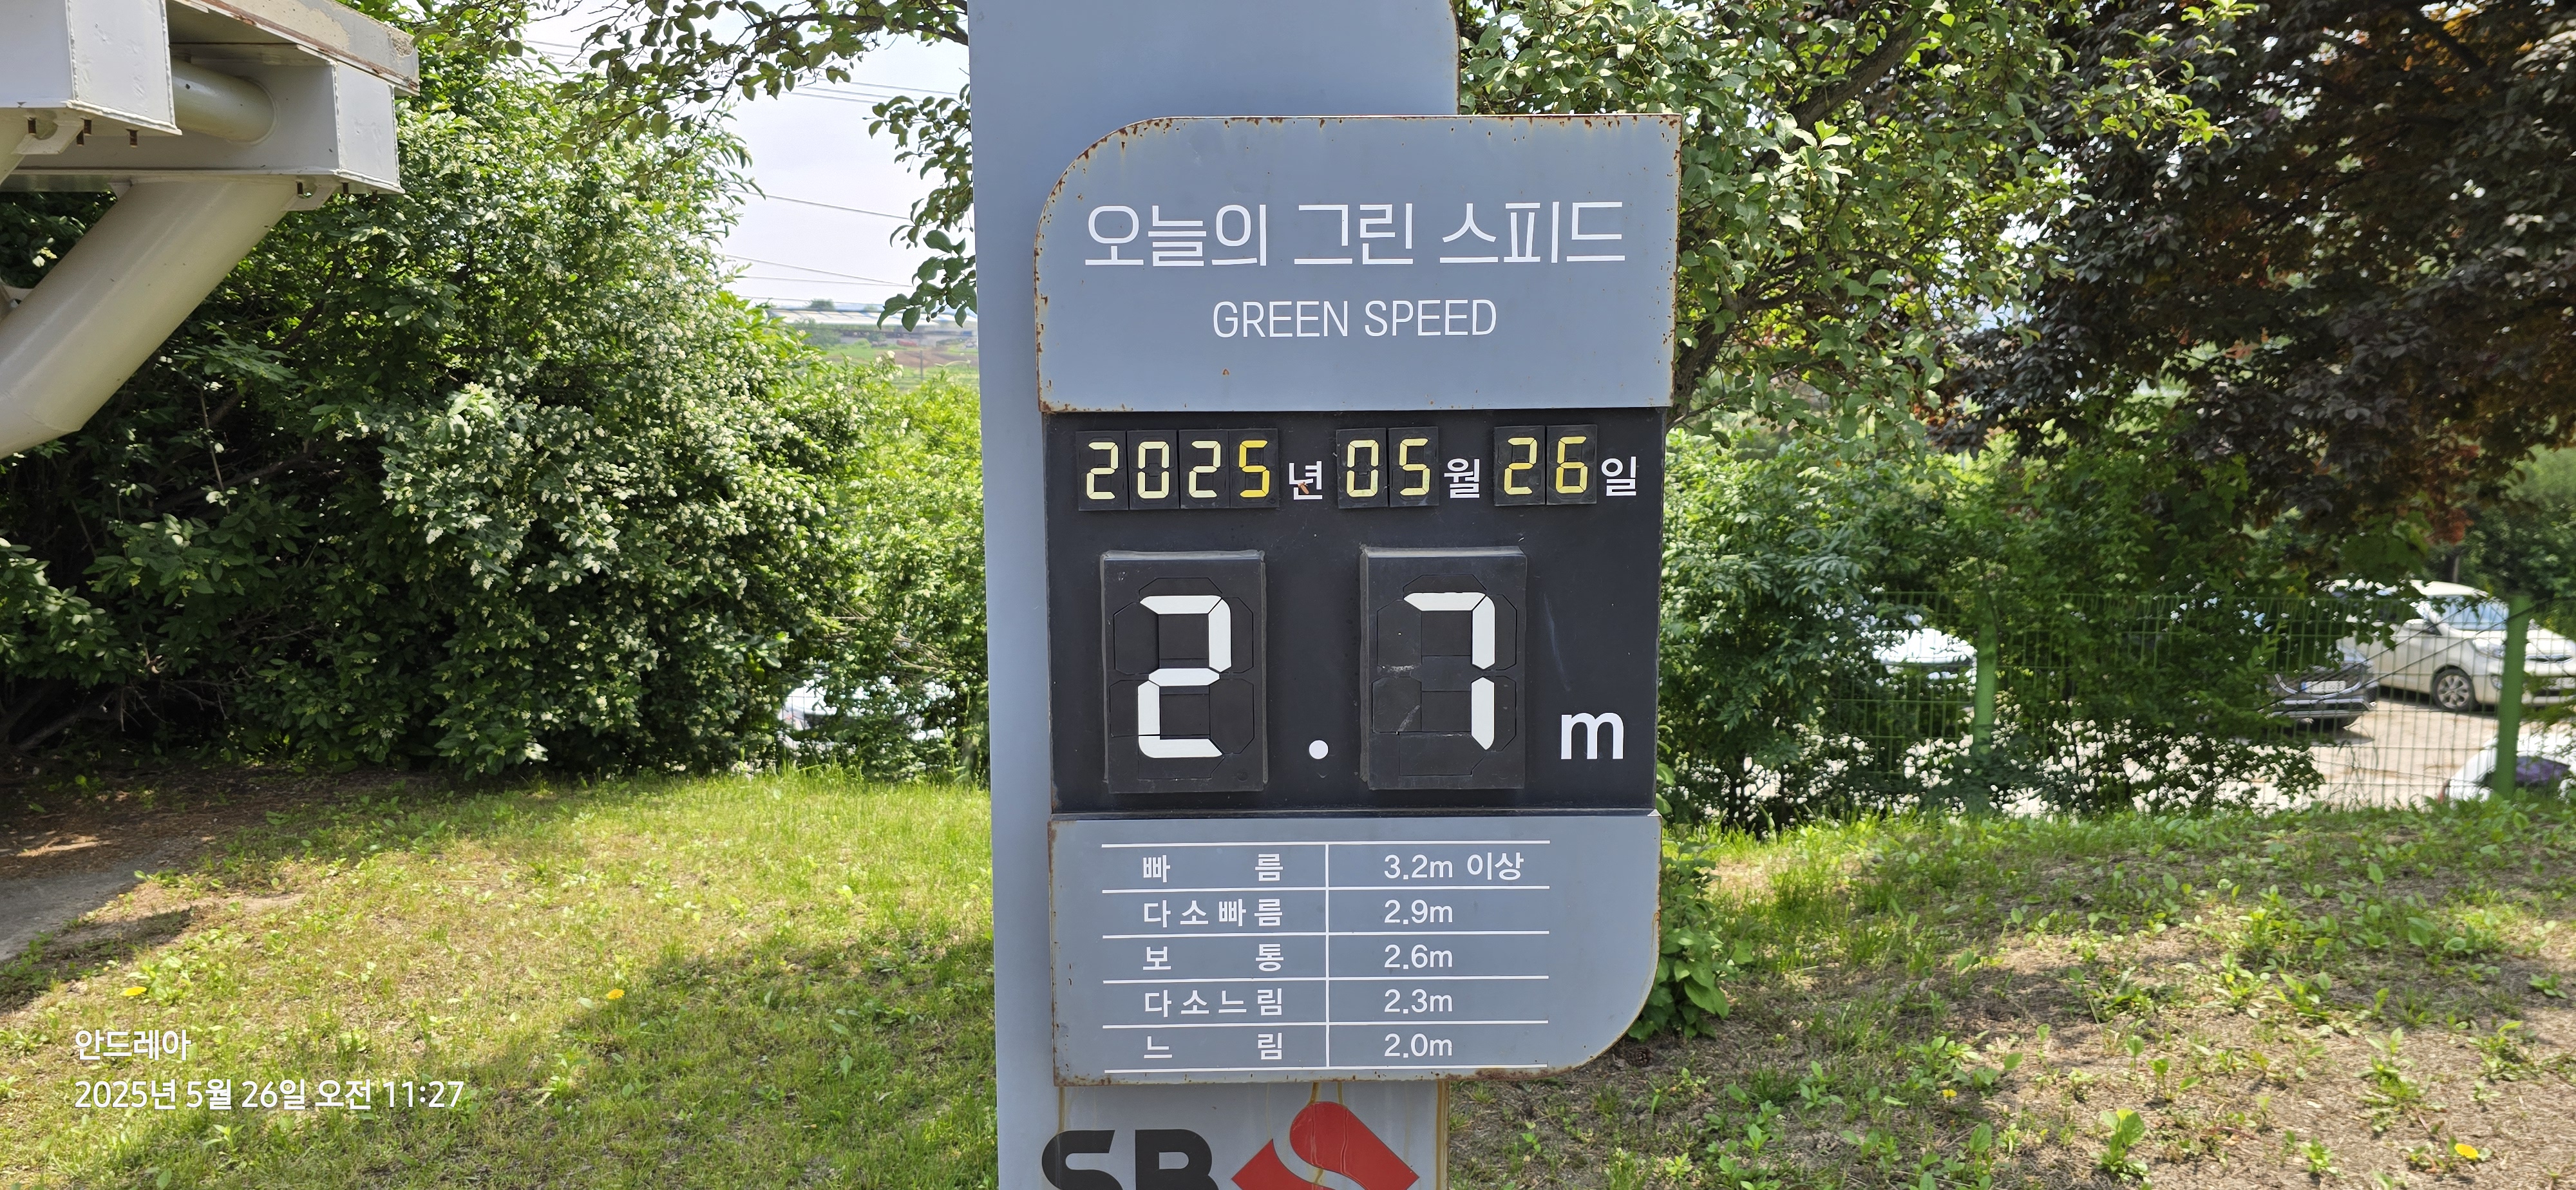 오늘의 그린 스피드
GREEN SPEED
2025년 05월 26일
2.7m
빠 름 3.2m 이상
다소빠름 2.9m
보 통 2.6m
다소느림 2.3m
느 림 2.0m
SB
안드레아
2025년 5월 26일 오전 11:27